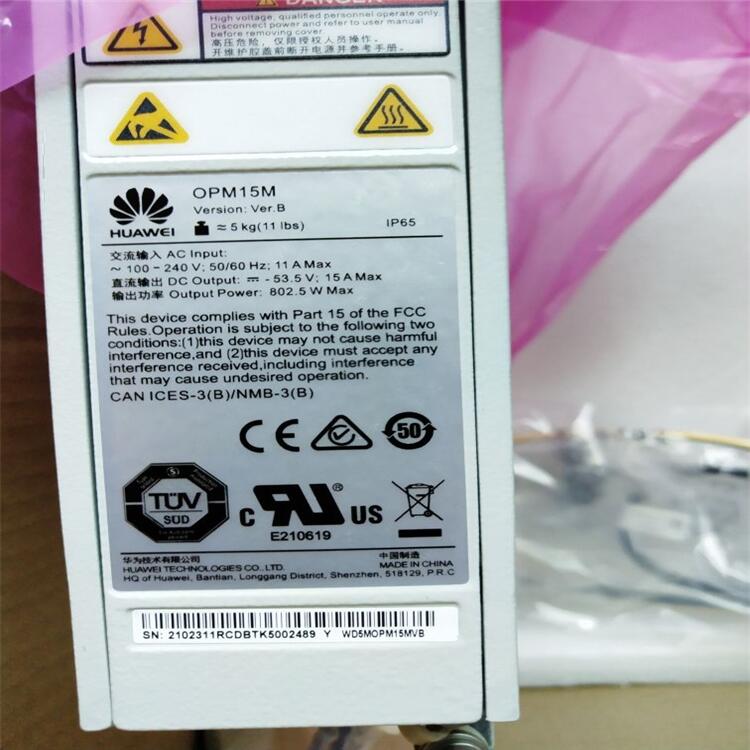 DANGER
High voltage, qualified personnel operate only.
Disconnect power and refer to user manual
before removing cover.
高压危险，仅限授权人员操作。
开维护腔盖前断开电源并参考手册.
HUAWEI
OPM15M
Version: Ver.B
≈ 5 kg(11 lbs)
IP65
交流输入 AC Input:
~ 100 - 240 V; 50/60 Hz; 11 A Max
直流输出 DC Output: ⎓ - 53.5 V; 15 A Max
输出功率 Output Power: 802.5 W Max
This device complies with Part 15 of the FCC
Rules.Operation is subject to the following two
conditions:(1)this device may not cause harmful
interference,and (2)this device must accept any
interference received,including interference
that may cause undesired operation.
CAN ICES-3(B)/NMB-3(B)
CE
50
TÜV
SÜD
c RU ® US
E210619
华为技术有限公司
HUAWEI TECHNOLOGIES CO.,LTD.
中国制造
MADE IN CHINA
HQ of Huawei, Bantian, Longgang District, Shenzhen, 518129, P.R.C
SN: 2102311RCDBTK5002489 Y WD5MOPM15MVB